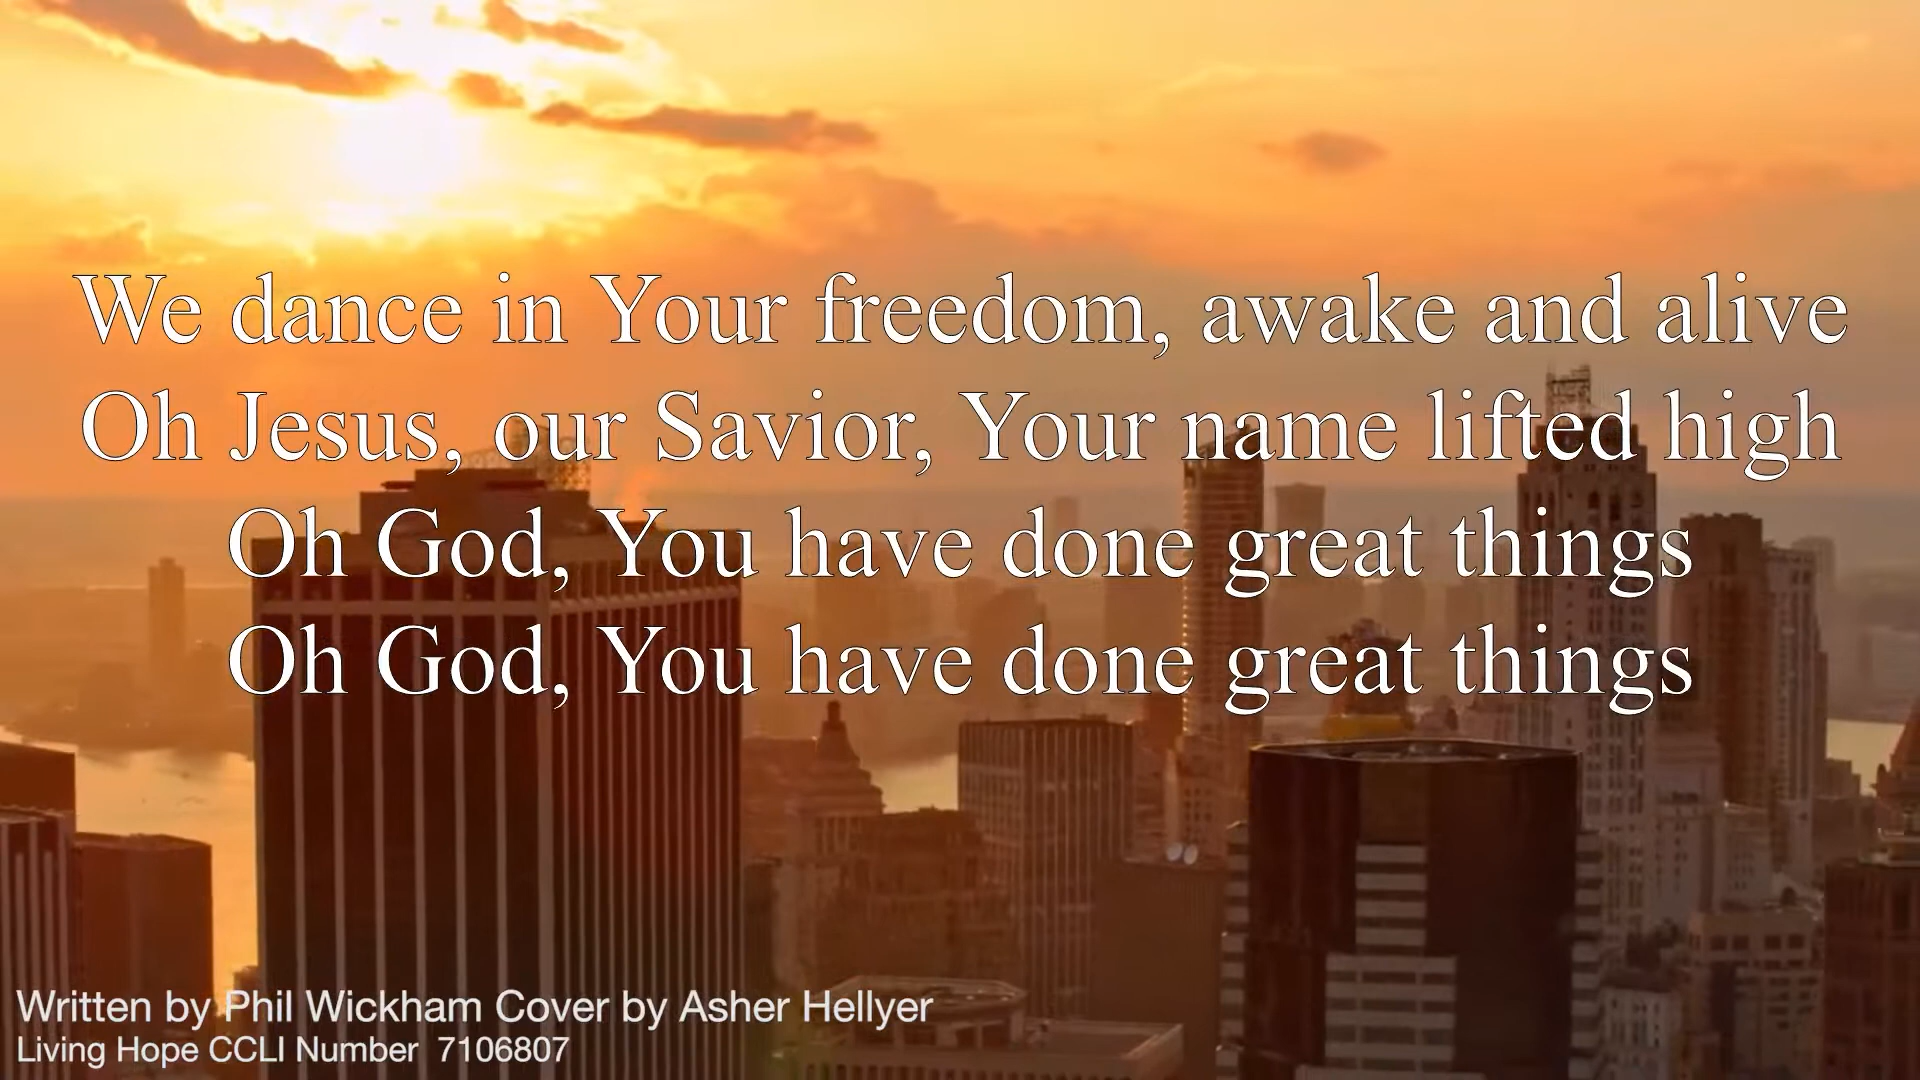 We dance in Your freedom, awake and alive
Oh Jesus, our Savior, Your name lifted high
Oh God, You have done great things
Oh God, You have done great things
Written by Phil Wickham Cover by Asher Hellyer
Living Hope CCLI Number 7106807